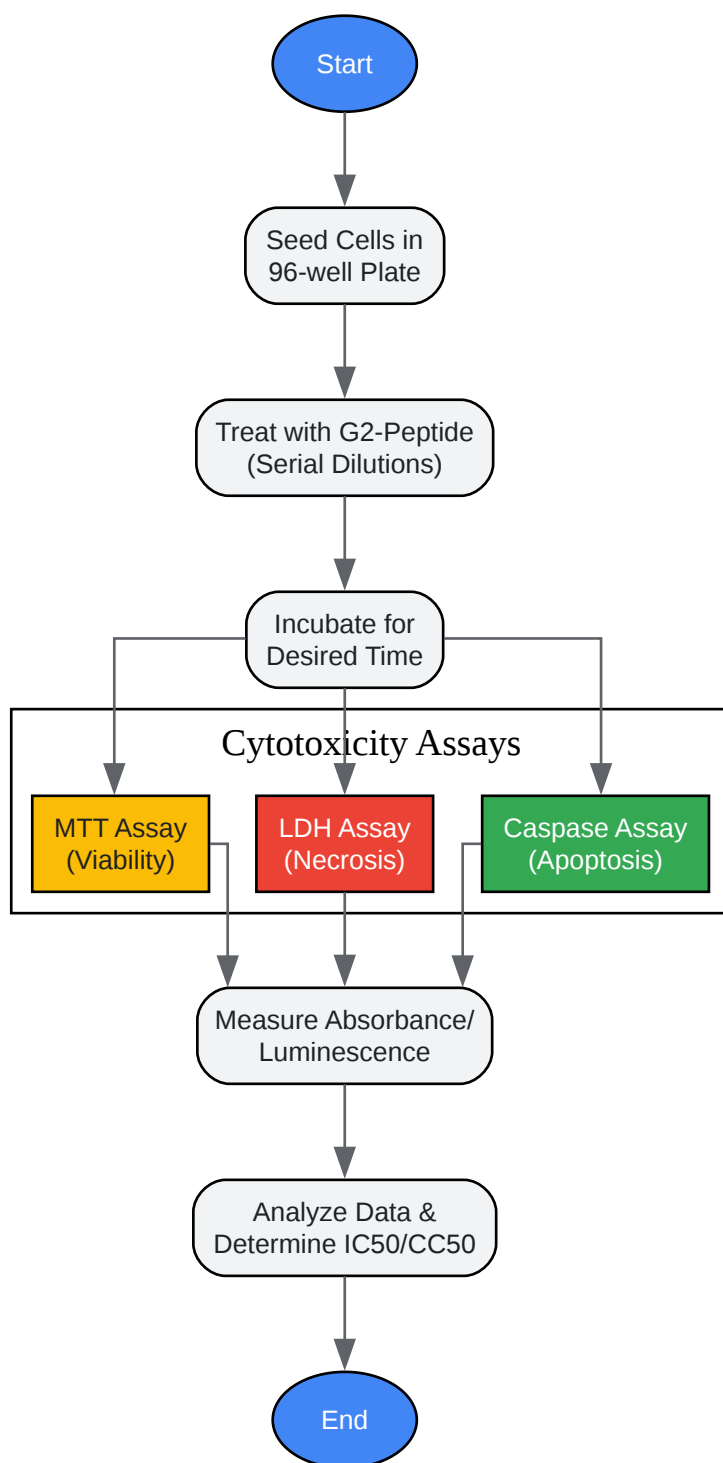 Start
Seed Cells in
96-well Plate
Treat with G2-Peptide
(Serial Dilutions)
Incubate for
Desired Time
Cytotoxicity Assays
MTT Assay
(Viability)
LDH Assay
(Necrosis)
Caspase Assay
(Apoptosis)
Measure Absorbance/
Luminescence
Analyze Data &
Determine IC50/CC50
End